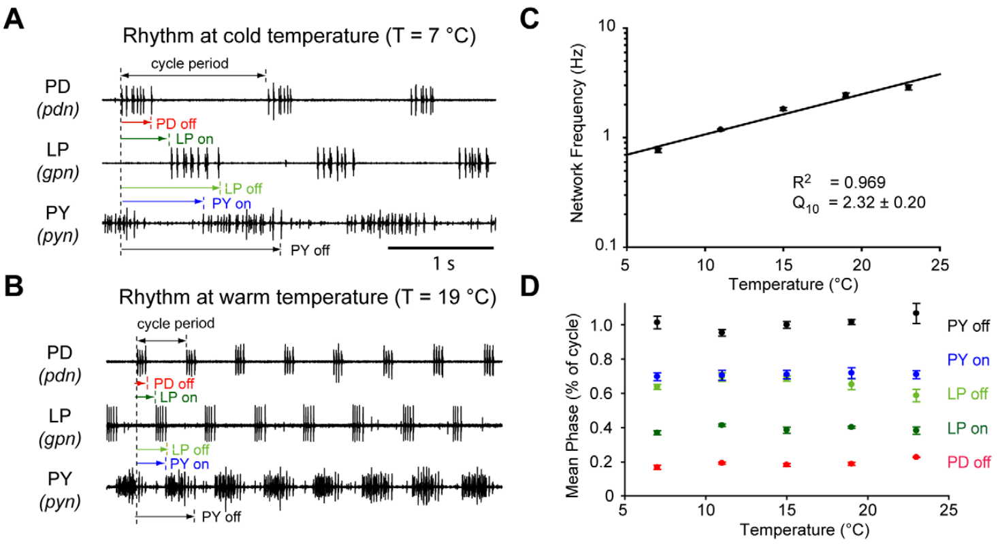 A
Rhythm at cold temperature (T = 7 °C)
cycle period
PD
(pdn)
PD off
LP on
LP
(gpn)
LP off
PY on
PY
(pyn)
PY off
1 s
B
Rhythm at warm temperature (T = 19 °C)
cycle period
PD
(pdn)
PD off
LP on
LP
(gpn)
LP off
PY on
PY
(pyn)
PY off
C
Network Frequency (Hz)
10
1
0.1
R² = 0.969
Q₁₀ = 2.32 ± 0.20
5 10 15 20 25
Temperature (°C)
D
Mean Phase (% of cycle)
1.0
0.8
0.6
0.4
0.2
0
PY off
PY on
LP off
LP on
PD off
5 10 15 20 25
Temperature (°C)